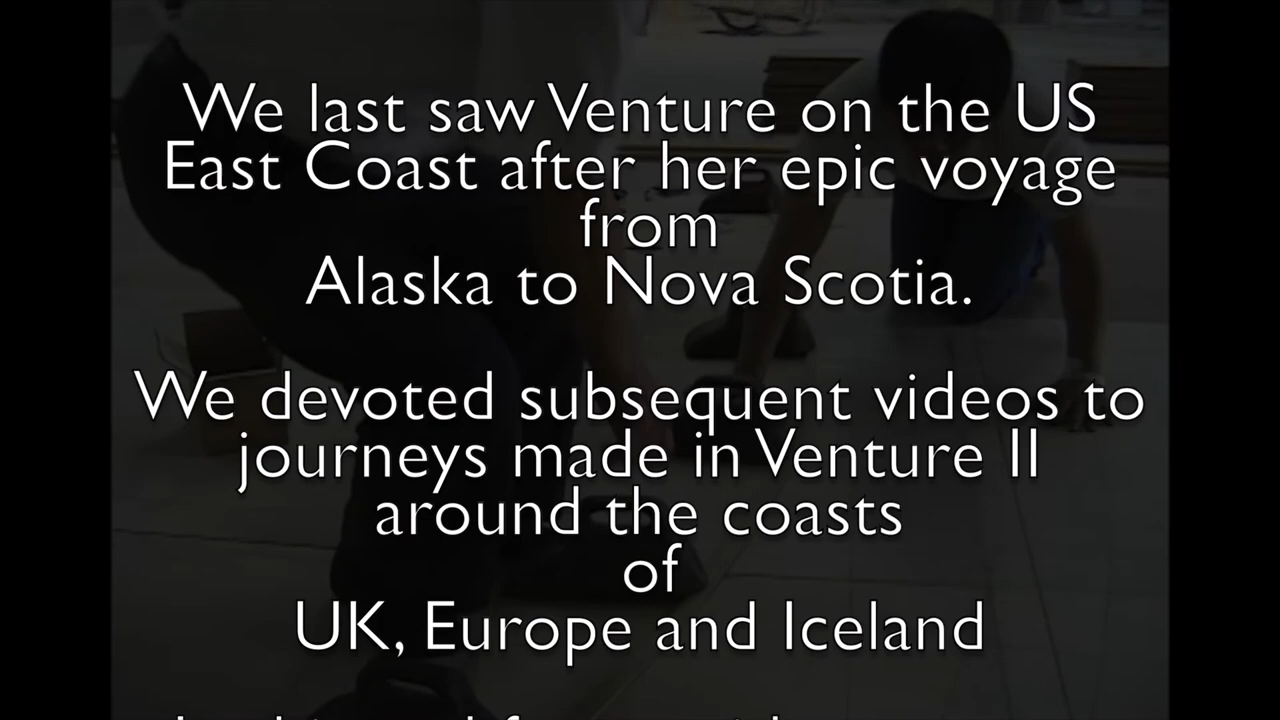 We last saw Venture on the US
East Coast after her epic voyage
from
Alaska to Nova Scotia.
We devoted subsequent videos to
journeys made in Venture II
around the coasts
of
UK, Europe and Iceland